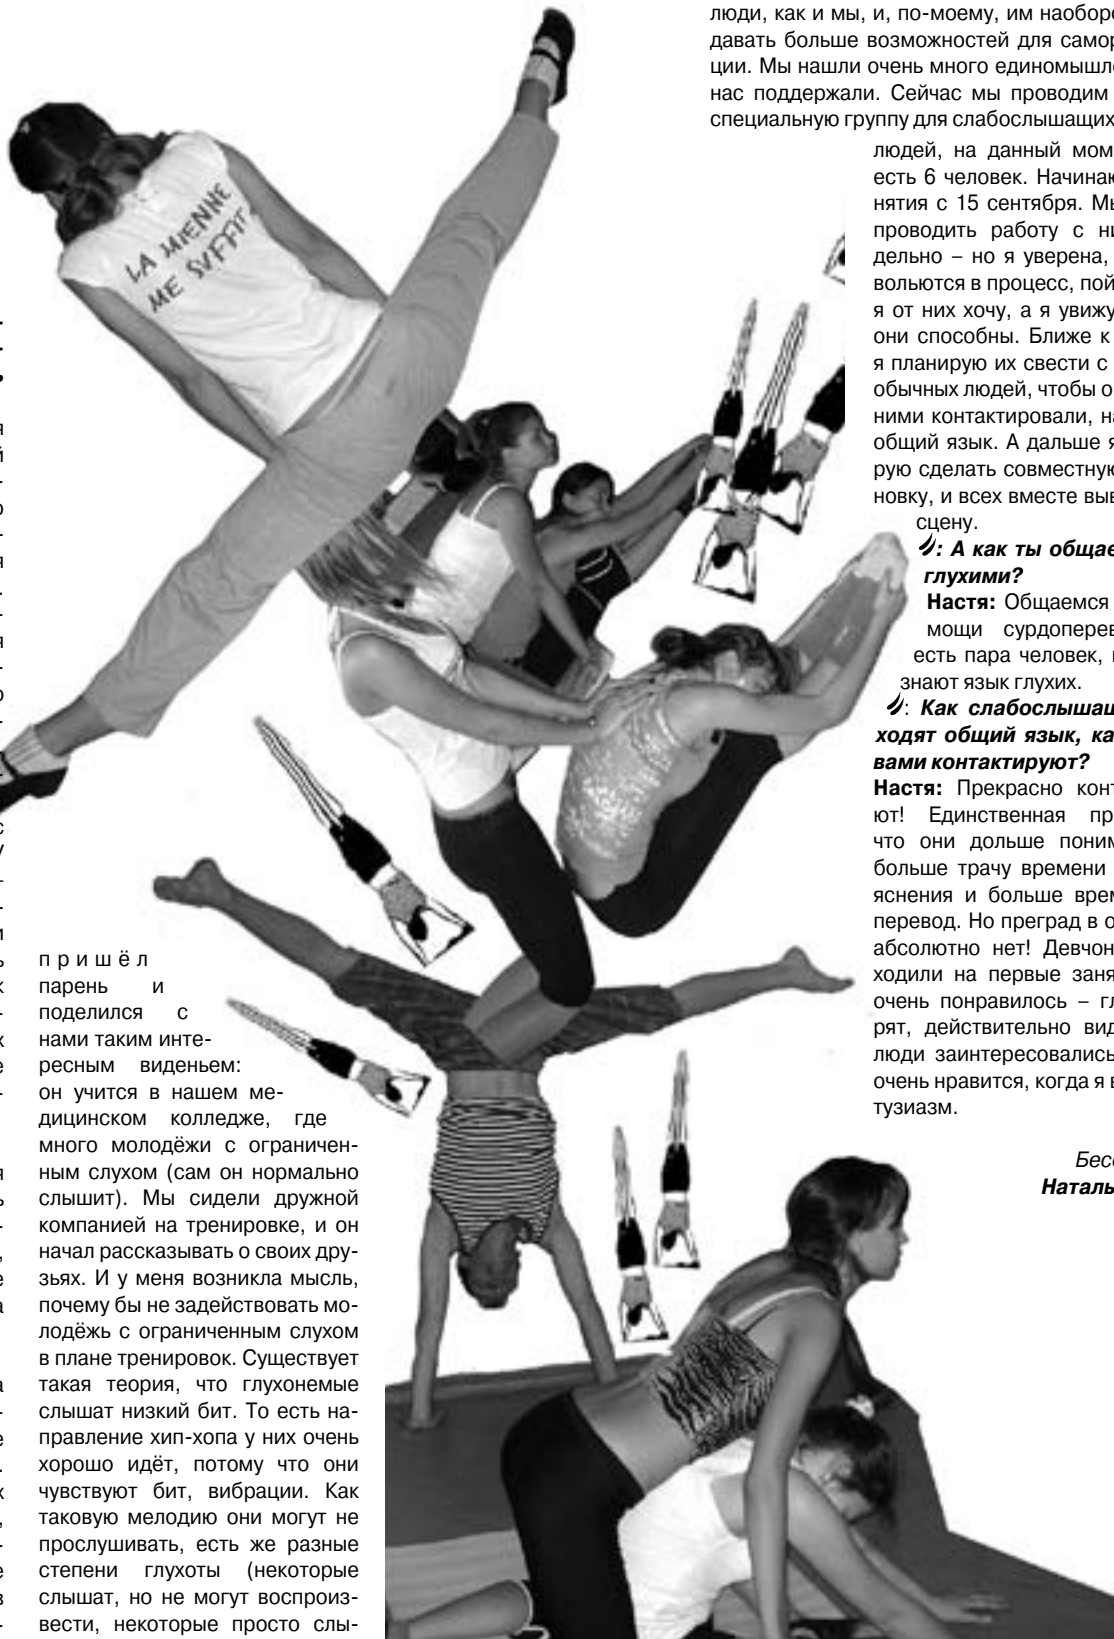 LA MIENNE
ME SUFFIT
пришёл
парень и
поделился с
нами таким инте-
ресным виденьем:
он учится в нашем ме-
дицинском колледже, где
много молодёжи с ограничен-
ным слухом (сам он нормально
слышит). Мы сидели дружной
компанией на тренировке, и он
начал рассказывать о своих дру-
зьях. И у меня возникла мысль,
почему бы не задействовать мо-
лодёжь с ограниченным слухом
в плане тренировок. Существует
такая теория, что глухонемые
слышат низкий бит. То есть на-
правление хип-хопа у них очень
хорошо идёт, потому что они
чувствуют бит, вибрации. Как
таковую мелодию они могут не
прослушивать, есть же разные
степени глухоты (некоторые
слышат, но не могут воспроиз-
вести, некоторые просто слы-
люди, как и мы, и, по-моему, им наоборо
давать больше возможностей для самор
ции. Мы нашли очень много единомышл
нас поддержали. Сейчас мы проводим
специальную группу для слабослышащих
людей, на данный мом
есть 6 человек. Начина
нятия с 15 сентября. Мы
проводить работу с ни
дельно – но я уверена,
вольются в процесс, пой
я от них хочу, а я увижу
они способны. Ближе к
я планирую их свести с
обычных людей, чтобы о
ними контактировали, на
общий язык. А дальше я
рую сделать совместную
новку, и всех вместе выв
сцену.
: А как ты общае
глухими?
Настя: Общаемся
мощи сурдоперев
есть пара человек,
знают язык глухих.
: Как слабослышащ
ходят общий язык, ка
вами контактируют?
Настя: Прекрасно конт
ют! Единственная пр
что они дольше поним
больше трачу времени
яснения и больше врем
перевод. Но преград в о
абсолютно нет! Девчон
ходили на первые заня
очень понравилось – гл
рят, действительно вид
люди заинтересовались
очень нравится, когда я в
тузиазм.
Бесе
Наталь